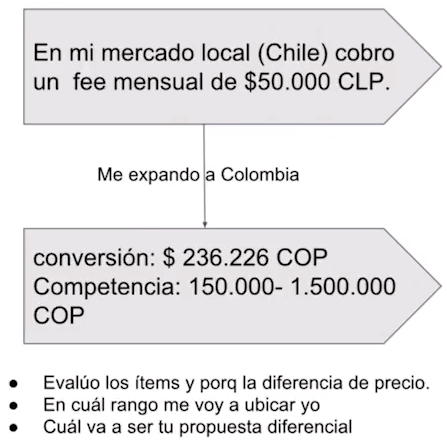 En mi mercado local (Chile) cobro
un fee mensual de $50.000 CLP.
Me expando a Colombia
conversión: $ 236.226 COP
Competencia: 150.000- 1.500.000
COP
● Evalúo los ítems y porq la diferencia de precio.
● En cuál rango me voy a ubicar yo
● Cuál va a ser tu propuesta diferencial